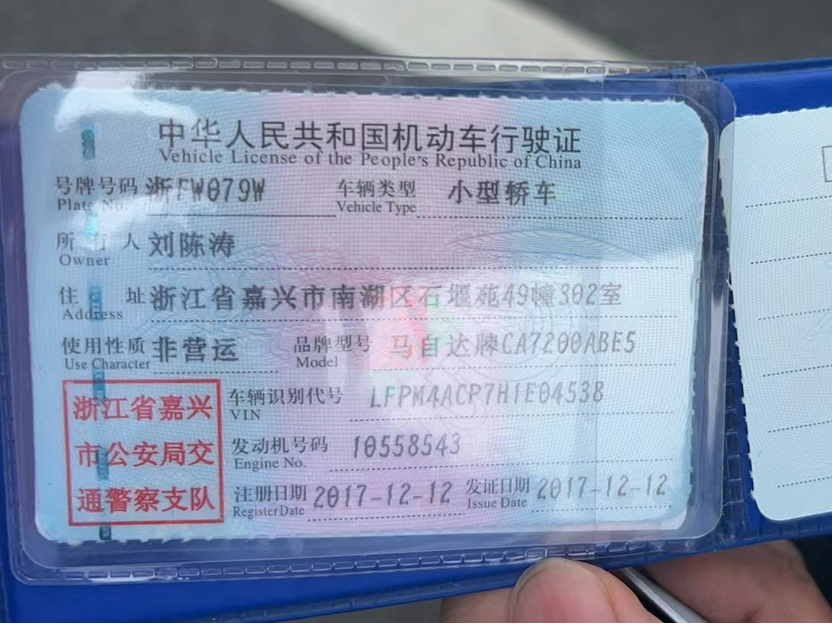 中华人民共和国机动车行驶证
Vehicle License of the People's Republic of China
号牌号码 浙FW079W 车辆类型 小型轿车
Plate No. Vehicle Type
所有人 刘陈涛
Owner
住址 浙江省嘉兴市南湖区石堰苑49幢302室
Address
使用性质 非营运 品牌型号 马自达牌CA7200ABE5
Use Character Model
浙江省嘉兴
市公安局交
通警察支队
车辆识别代号 LFPM4ACP7H1E04538
VIN
发动机号码 10558543
Engine No.
注册日期 2017-12-12 发证日期 2017-12-12
Register Date Issue Date